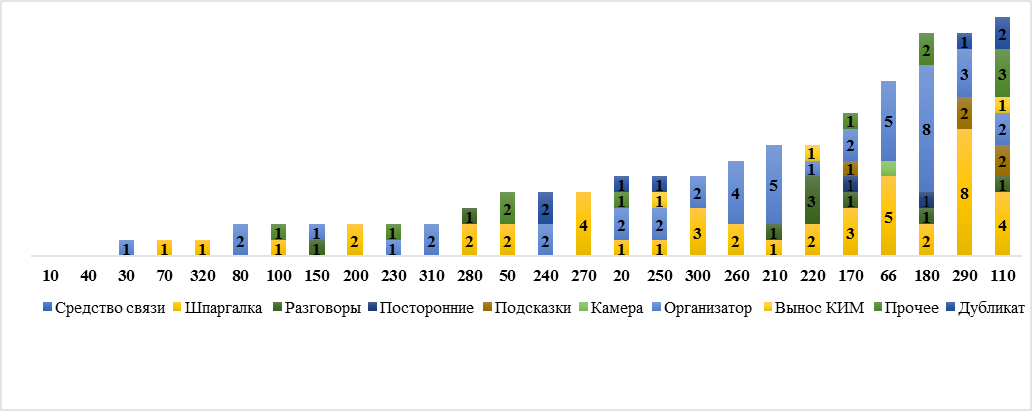 2 1 2
3
3
5 8 1
1 2 2
2 8
5 2
4 1 1 1
1 1 2 3 1
1 1 1 2 2 5 1 1
1 1 2 2 2 4 3 3 1 4
1 1 1 1 2 2 1 2 2 2 2 1 1 2 1 2 2
10 40 30 70 320 80 100 150 200 230 310 280 50 240 270 20 250 300 260 210 220 170 66 180 290 110
Средство связи Шпаргалка Разговоры Посторонние Подсказки Камера Организатор Вынос КИМ Прочее Дубликат